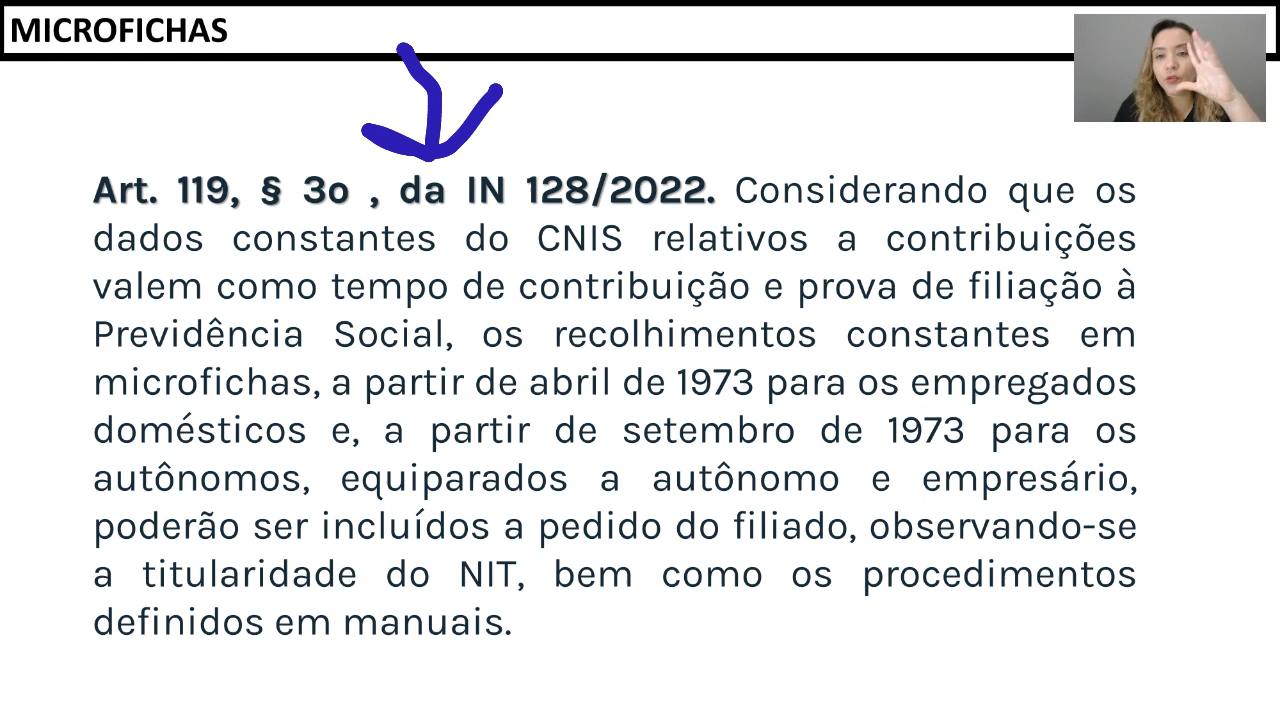 MICROFICHAS
Art. 119, § 3o , da IN 128/2022. Considerando que os
dados constantes do CNIS relativos a contribuições
valem como tempo de contribuição e prova de filiação à
Previdência Social, os recolhimentos constantes em
microfichas, a partir de abril de 1973 para os empregados
domésticos e, a partir de setembro de 1973 para os
autônomos, equiparados a autônomo e empresário,
poderão ser incluídos a pedido do filiado, observando-se
a titularidade do NIT, bem como os procedimentos
definidos em manuais.